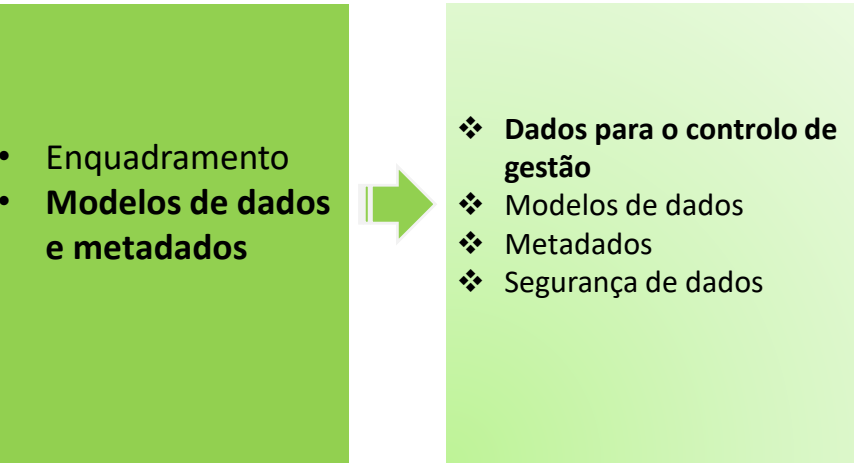 • Enquadramento
• Modelos de dados
e metadados
❖ Dados para o controlo de
gestão
❖ Modelos de dados
❖ Metadados
❖ Segurança de dados